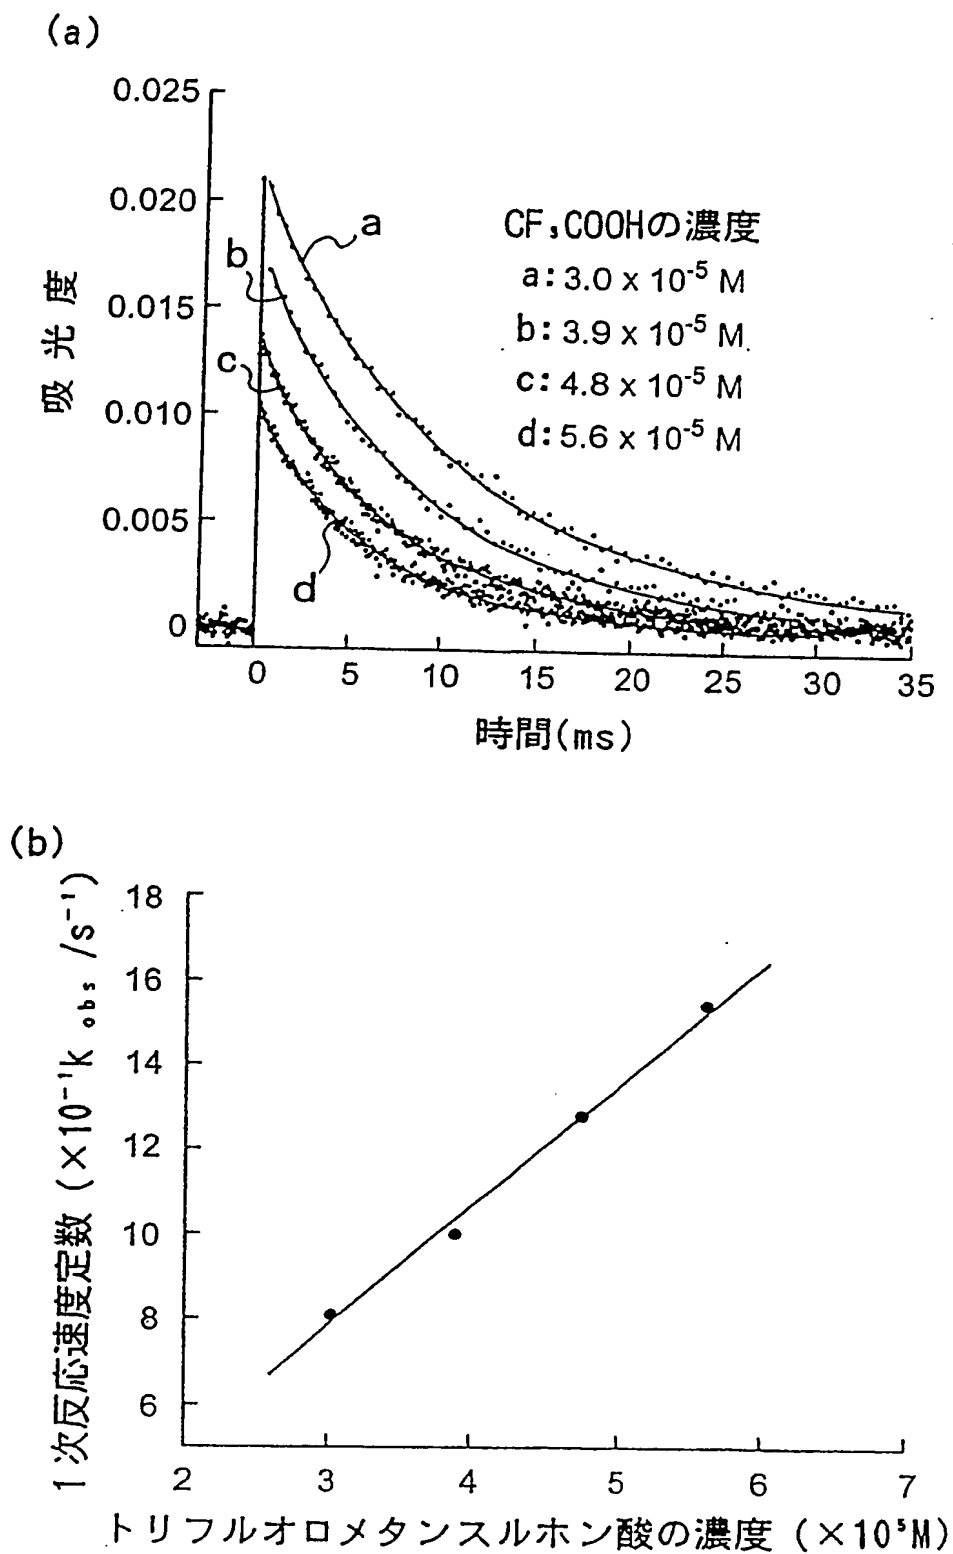 (a)
0.025
0.020
0.015
0.010
0.005
0
吸光度
a
b
c
d
CF₃COOHの濃度
a: 3.0 x 10⁻⁵ M
b: 3.9 x 10⁻⁵ M
c: 4.8 x 10⁻⁵ M
d: 5.6 x 10⁻⁵ M
0 5 10 15 20 25 30 35
時間(ms)
(b)
18
16
14
12
10
8
6
1次反応速度定数 (×10⁻¹k obs /s⁻¹)
2 3 4 5 6 7
トリフルオロメタンスルホン酸の濃度 (×10⁵M)